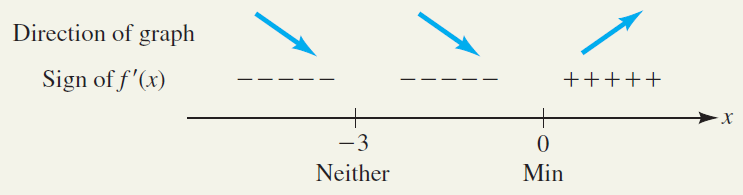 Direction of graph
Sign of f′(x) ––––– ––––– +++++
x
−3 0
Neither Min